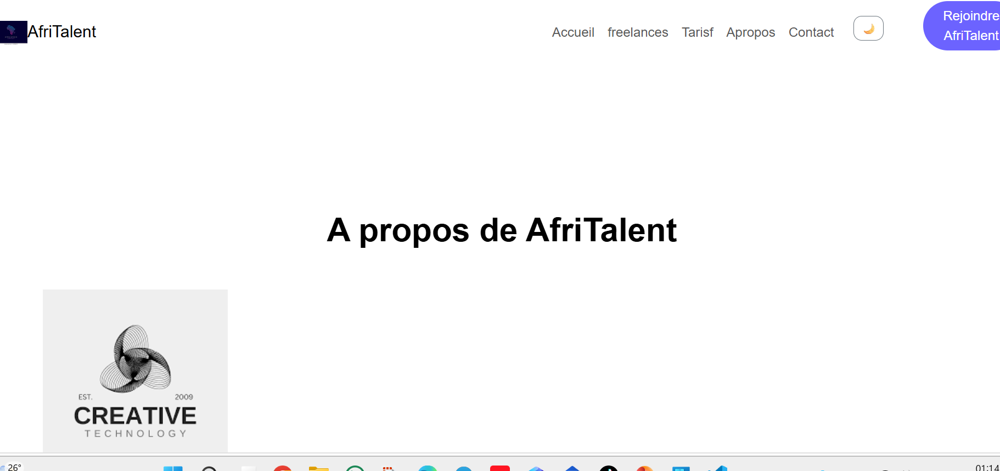 AfriTalent
Accueil freelances Tarisf Apropos Contact
Rejoindre
AfriTalent
A propos de AfriTalent
EST. 2009
CREATIVE
TECHNOLOGY
26°
01:14